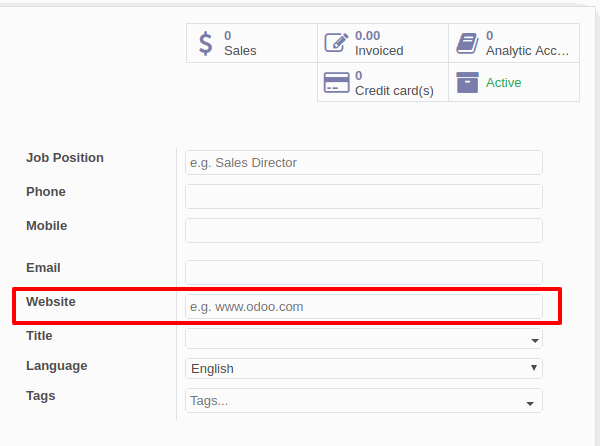 0
Sales
0.00
Invoiced
0
Analytic Acc...
0
Credit card(s)
Active
Job Position
e.g. Sales Director
Phone
Mobile
Email
Website
e.g. www.odoo.com
Title
Language
English
Tags
Tags...